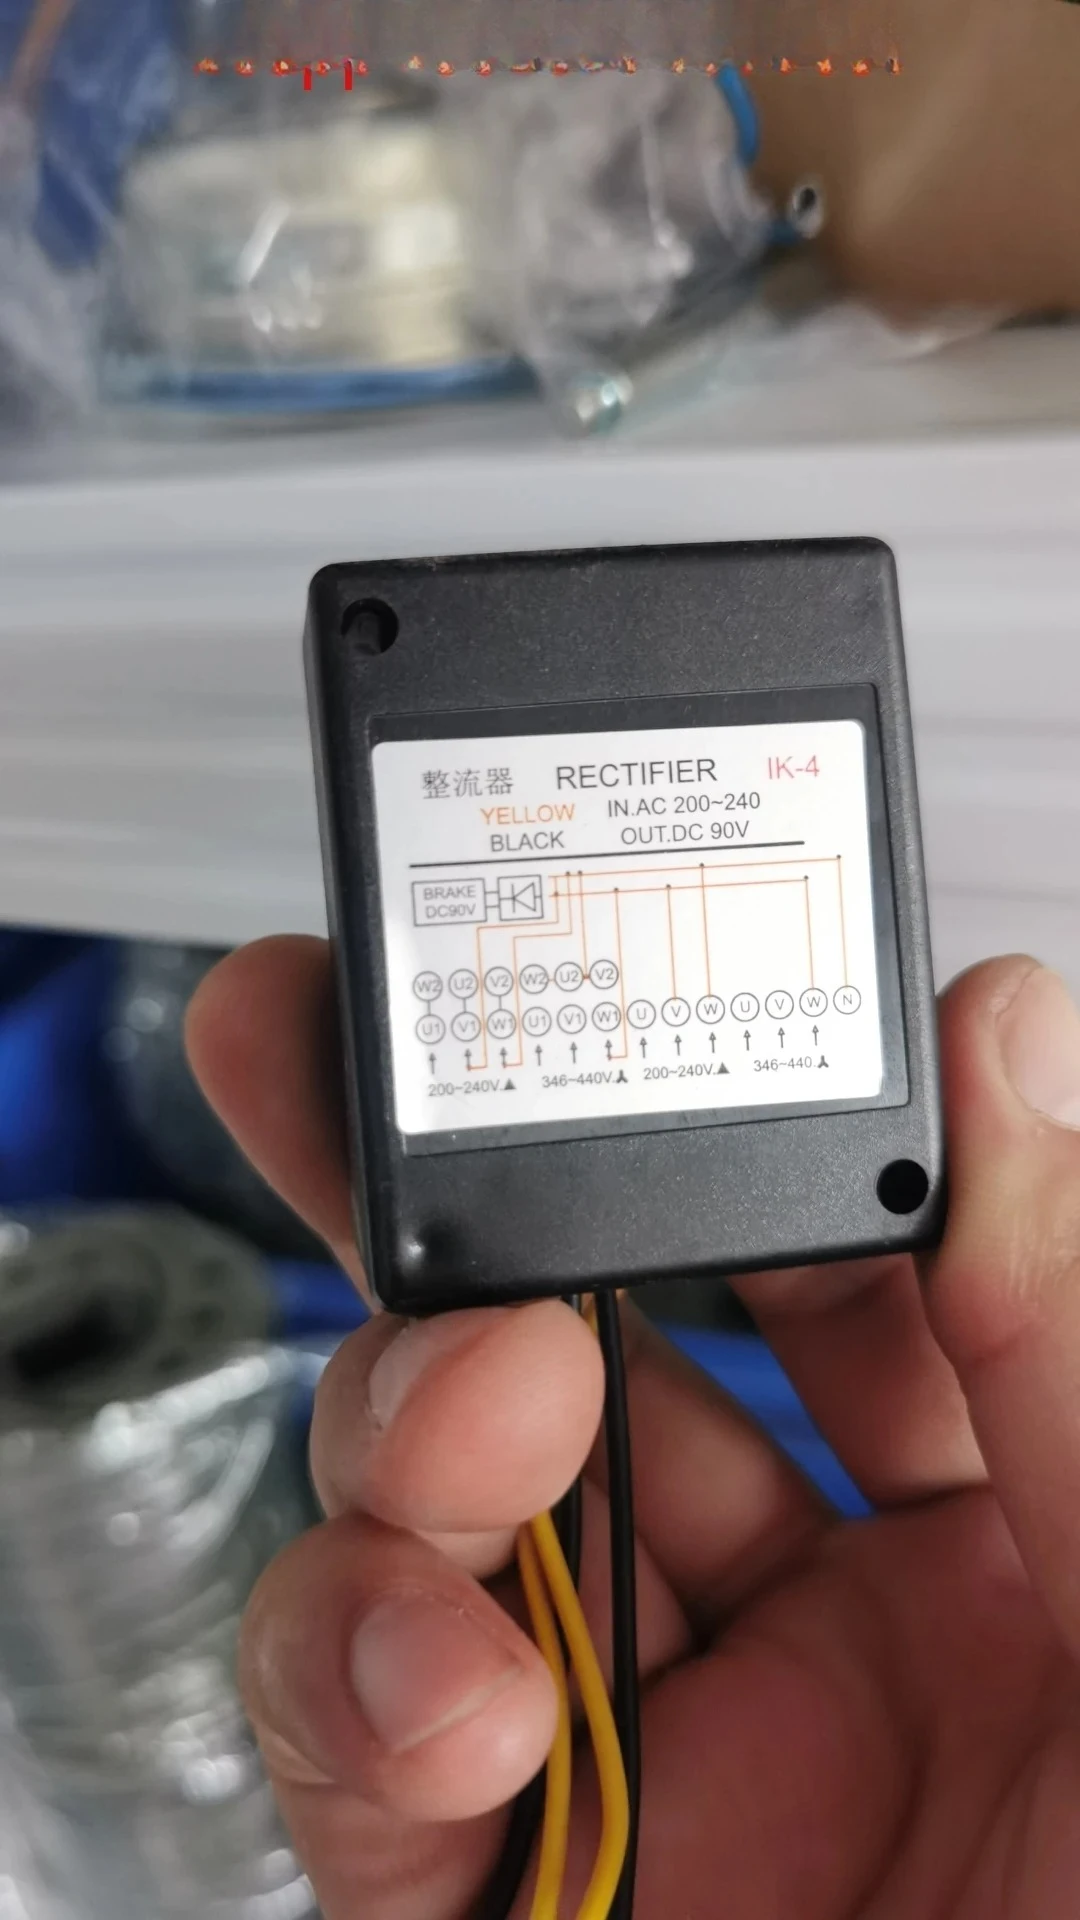 整流器 RECTIFIER IK-4
YELLOW IN.AC 200~240
BLACK OUT.DC 90V
BRAKE
DC90V
W2 U2 V2 W2 U2 V2
U1 V1 W1 U1 V1 W1 U V W U V W N
200~240V.▲ 346~440V.⅄ 200~240V.▲ 346~440.⅄